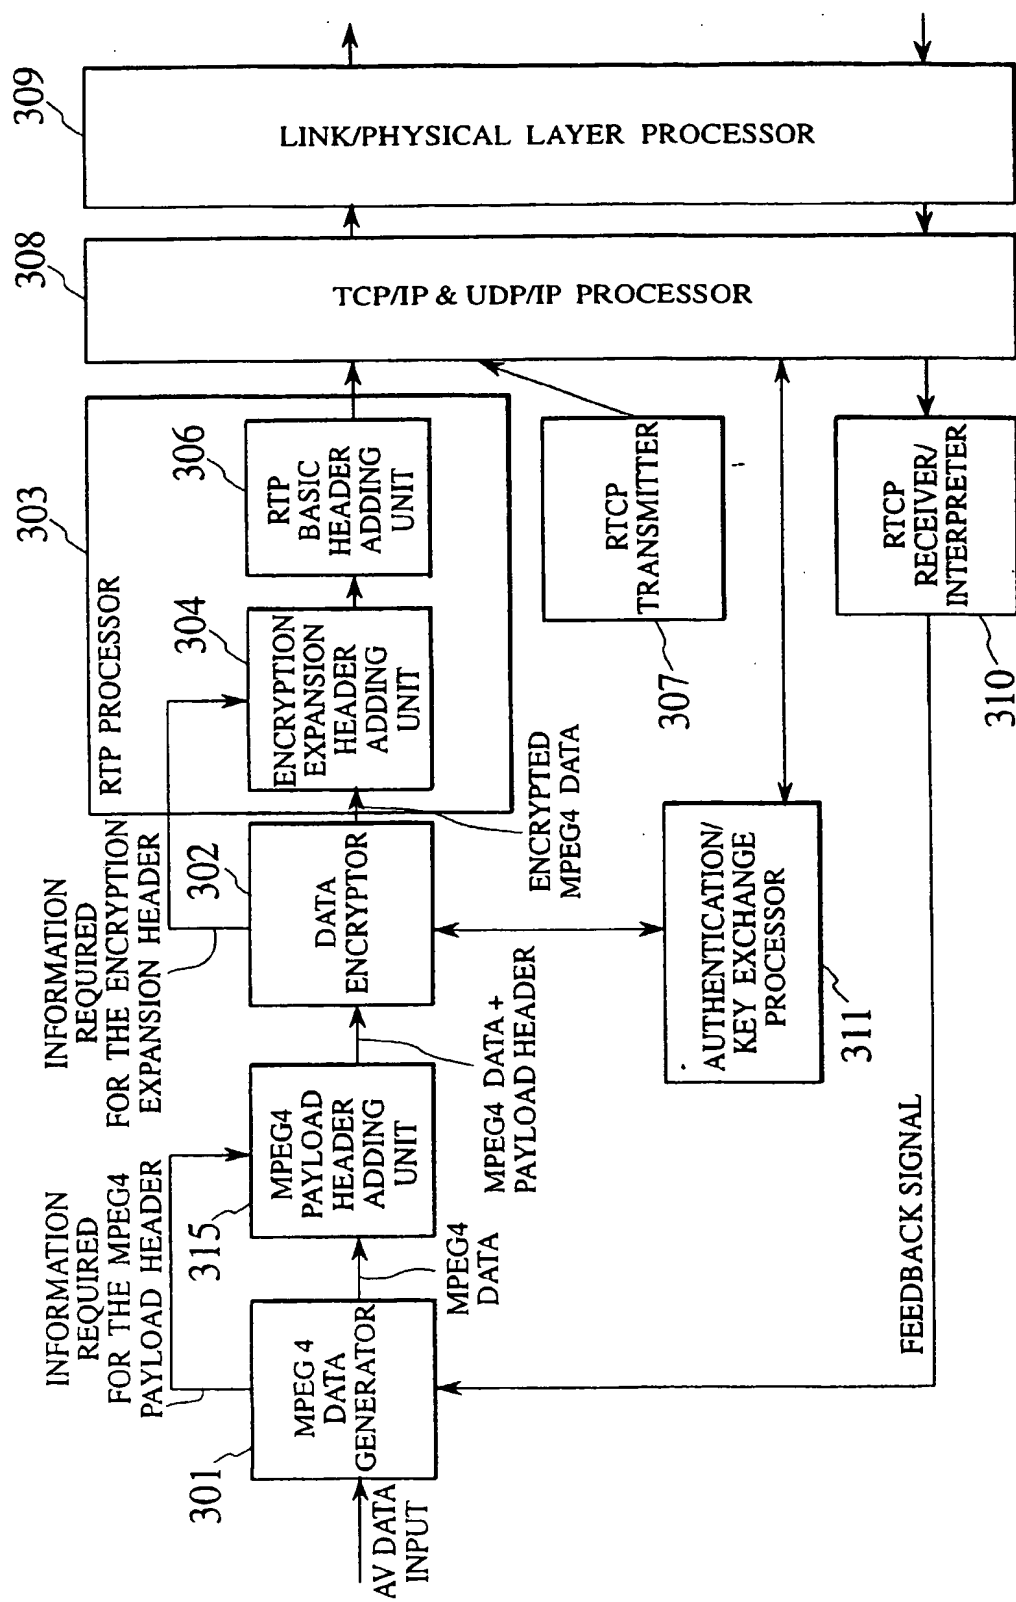 AV DATA
INPUT
301
MPEG 4
DATA
GENERATOR
INFORMATION
REQUIRED
FOR THE MPEG4
PAYLOAD HEADER
MPEG4
DATA
315
MPEG4
PAYLOAD
HEADER
ADDING
UNIT
MPEG4 DATA+
PAYLOAD HEADER
INFORMATION
REQUIRED
FOR THE ENCRYPTION
EXPANSION HEADER
302
DATA
ENCRYPTOR
ENCRYPTED
MPEG4 DATA
303
RTP PROCESSOR
304
ENCRYPTION
EXPANSION
HEADER
ADDING
UNIT
306
RTP
BASIC
HEADER
ADDING
UNIT
RTCP
TRANSMITTER
307
AUTHENTICATION/
KEY EXCHANGE
PROCESSOR
311
RTCP
RECEIVER/
INTERPRETER
310
FEEDBACK SIGNAL
308
TCP/IP & UDP/IP PROCESSOR
309
LINK/PHYSICAL LAYER PROCESSOR